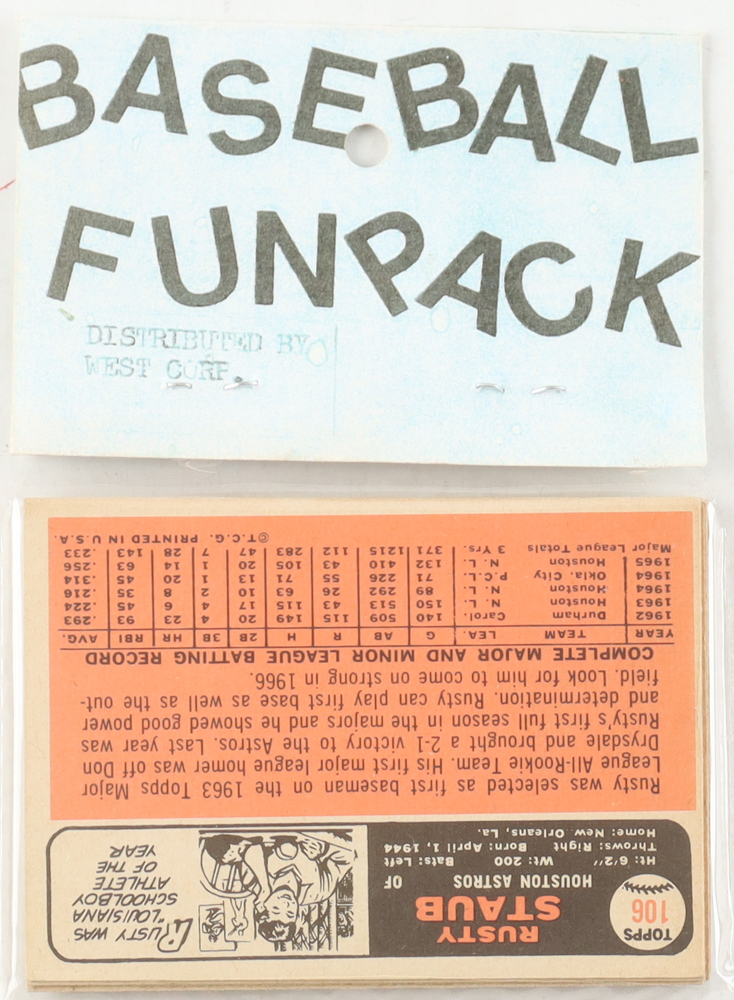 BASEBALL
FUNPACK
DISTRIBUTED BY
WEST CORP.
TOPPS
106
RUSTY
STAUB
HOUSTON ASTROS OF
Ht: 6'2" Wt: 200 Bats: Left
Throws: Right Born: April 1, 1944
Home: New Orleans, La.
RUSTY WAS
"LOUISIANA
SCHOOLBOY
ATHLETE
OF THE
YEAR
Rusty was selected as first baseman on the 1963 Topps Major
League All-Rookie Team. His first major league homer was off Don
Drysdale and brought a 2-1 victory to the Astros. Last year was
Rusty's first full season in the majors and he showed good power
and determination. Rusty can play first base as well as the out-
field. Look for him to come on strong in 1966.
COMPLETE MAJOR AND MINOR LEAGUE BATTING RECORD
YEAR TEAM LEA. G AB R H 2B 3B HR RBI AVG.
1962 Durham Carol. 140 509 115 149 20 4 23 93 .293
1963 Houston N. L. 150 513 43 115 17 4 6 45 .224
1964 Houston N. L. 89 292 26 63 10 2 8 35 .216
1964 Okla. City P.C.L. 71 226 55 71 13 1 20 45 .314
1965 Houston N. L. 132 410 43 105 20 1 14 63 .256
Major League Totals 3 Yrs. 371 1215 112 283 47 7 28 143 .233
©T.C.G. PRINTED IN U.S.A.